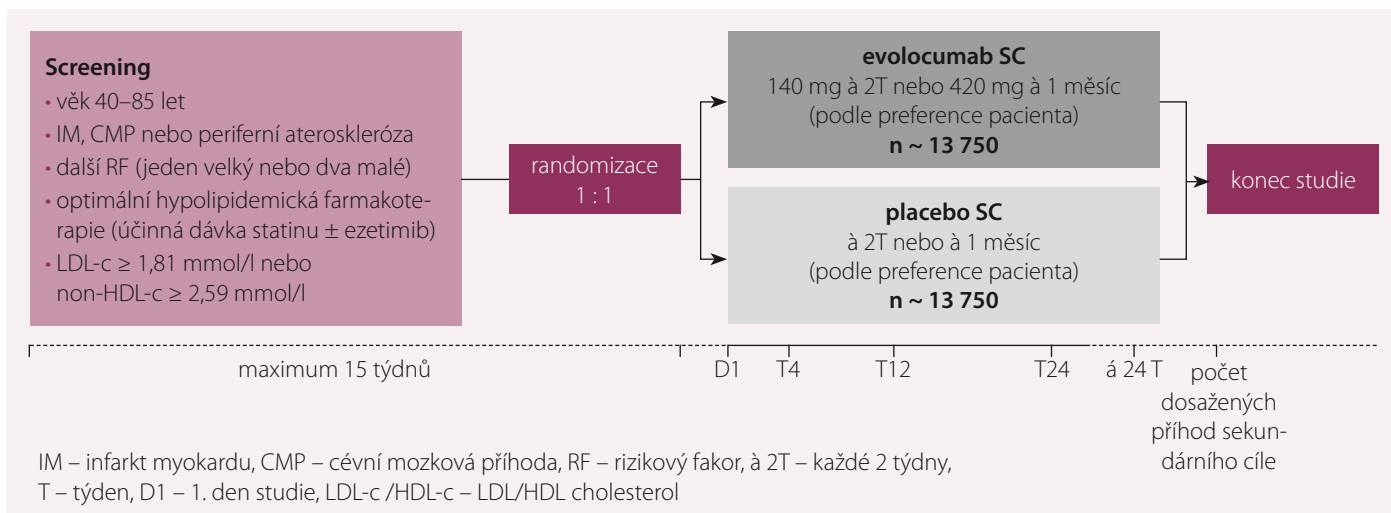 Screening
• věk 40–85 let
• IM, CMP nebo periferní ateroskleróza
• další RF (jeden velký nebo dva malé)
• optimální hypolipidemická farmakote-
rapie (účinná dávka statinu ± ezetimib)
• LDL-c ≥ 1,81 mmol/l nebo
non-HDL-c ≥ 2,59 mmol/l
randomizace
1 : 1
evolocumab SC
140 mg à 2T nebo 420 mg à 1 měsíc
(podle preference pacienta)
n ~ 13 750
placebo SC
à 2T nebo à 1 měsíc
(podle preference pacienta)
n ~ 13 750
konec studie
maximum 15 týdnů
D1
T4
T12
T24
á 24 T
počet
dosažených
příhod sekun-
dárního cíle
IM – infarkt myokardu, CMP – cévní mozková příhoda, RF – rizikový fakor, à 2T – každé 2 týdny,
T – týden, D1 – 1. den studie, LDL-c /HDL-c – LDL/HDL cholesterol